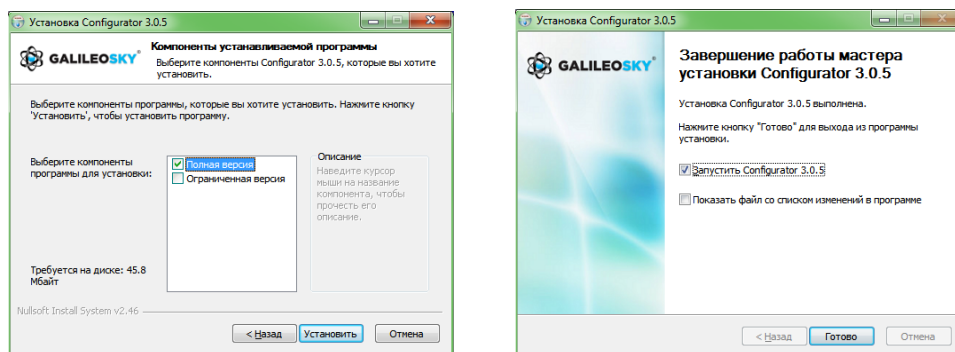 Установка Configurator 3.0.5
GALILEOSKY®
Компоненты устанавливаемой программы
Выберите компоненты Configurator 3.0.5, которые вы хотите
установить.
Выберите компоненты программы, которые вы хотите установить. Нажмите кнопку
'Установить', чтобы установить программу.
Выберите компоненты
программы для установки:
Полная версия
Ограниченная версия
Описание
Наведите курсор
мыши на название
компонента, чтобы
прочесть его
описание.
Требуется на диске: 45.8
Мбайт
Nullsoft Install System v2.46
< Назад
Установить
Отмена
Установка Configurator 3.0.5
GALILEOSKY®
Завершение работы мастера
установки Configurator 3.0.5
Установка Configurator 3.0.5 выполнена.
Нажмите кнопку "Готово" для выхода из программы
установки.
Запустить Configurator 3.0.5
Показать файл со списком изменений в программе
< Назад
Готово
Отмена